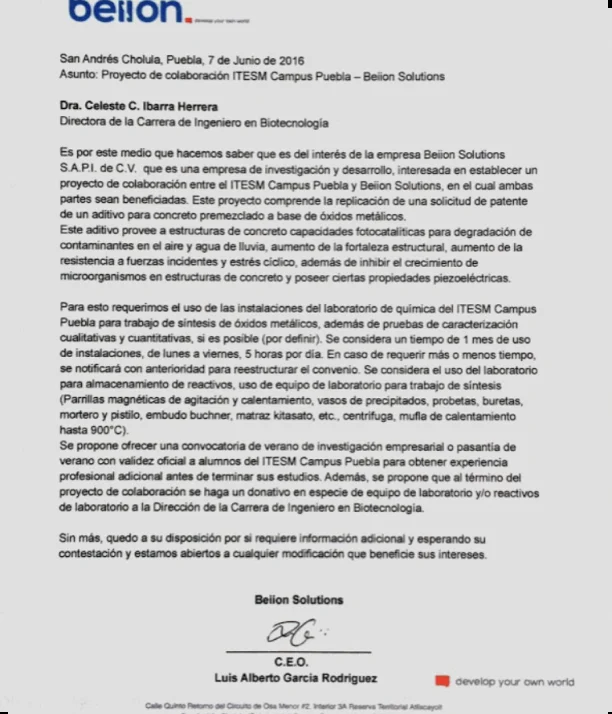 beiion
develop your own world
San Andrés Cholula, Puebla, 7 de Junio de 2016
Asunto: Proyecto de colaboración ITESM Campus Puebla – Beiion Solutions
Dra. Celeste C. Ibarra Herrera
Directora de la Carrera de Ingeniero en Biotecnología
Es por este medio que hacemos saber que es del interés de la empresa Beiion Solutions
S.A.P.I. de C.V. que es una empresa de investigación y desarrollo, interesada en establecer un
proyecto de colaboración entre el ITESM Campus Puebla y Beiion Solutions, en el cual ambas
partes sean beneficiadas. Este proyecto comprende la replicación de una solicitud de patente
de un aditivo para concreto premezclado a base de óxidos metálicos.
Este aditivo provee a estructuras de concreto capacidades fotocatalíticas para degradación de
contaminantes en el aire y agua de lluvia, aumento de la fortaleza estructural, aumento de la
resistencia a fuerzas incidentes y estrés cíclico, además de inhibir el crecimiento de
microorganismos en estructuras de concreto y poseer ciertas propiedades piezoeléctricas.
Para esto requerimos el uso de las instalaciones del laboratorio de química del ITESM Campus
Puebla para trabajo de síntesis de óxidos metálicos, además de pruebas de caracterización
cualitativas y cuantitativas, si es posible (por definir). Se considera un tiempo de 1 mes de uso
de instalaciones, de lunes a viernes, 5 horas por día. En caso de requerir más o menos tiempo,
se notificará con anterioridad para reestructurar el convenio. Se considera el uso del laboratorio
para almacenamiento de reactivos, uso de equipo de laboratorio para trabajo de síntesis
(Parrillas magnéticas de agitación y calentamiento, vasos de precipitados, probetas, buretas,
mortero y pistilo, embudo buchner, matraz kitasato, etc., centrifuga, mufla de calentamiento
hasta 900°C).
Se propone ofrecer una convocatoria de verano de investigación empresarial o pasantía de
verano con validez oficial a alumnos del ITESM Campus Puebla para obtener experiencia
profesional adicional antes de terminar sus estudios. Además, se propone que al término del
proyecto de colaboración se haga un donativo en especie de equipo de laboratorio y/o reactivos
de laboratorio a la Dirección de la Carrera de Ingeniero en Biotecnología.
Sin más, quedo a su disposición por si requiere información adicional y esperando su
contestación y estamos abiertos a cualquier modificación que beneficie sus intereses.
Beiion Solutions
C.E.O.
Luis Alberto Garcia Rodriguez
develop your own world
Calle Quinto Retorno del Circuito de Osa Menor #2, Interior 3A Reserva Territorial Atlixcayotl